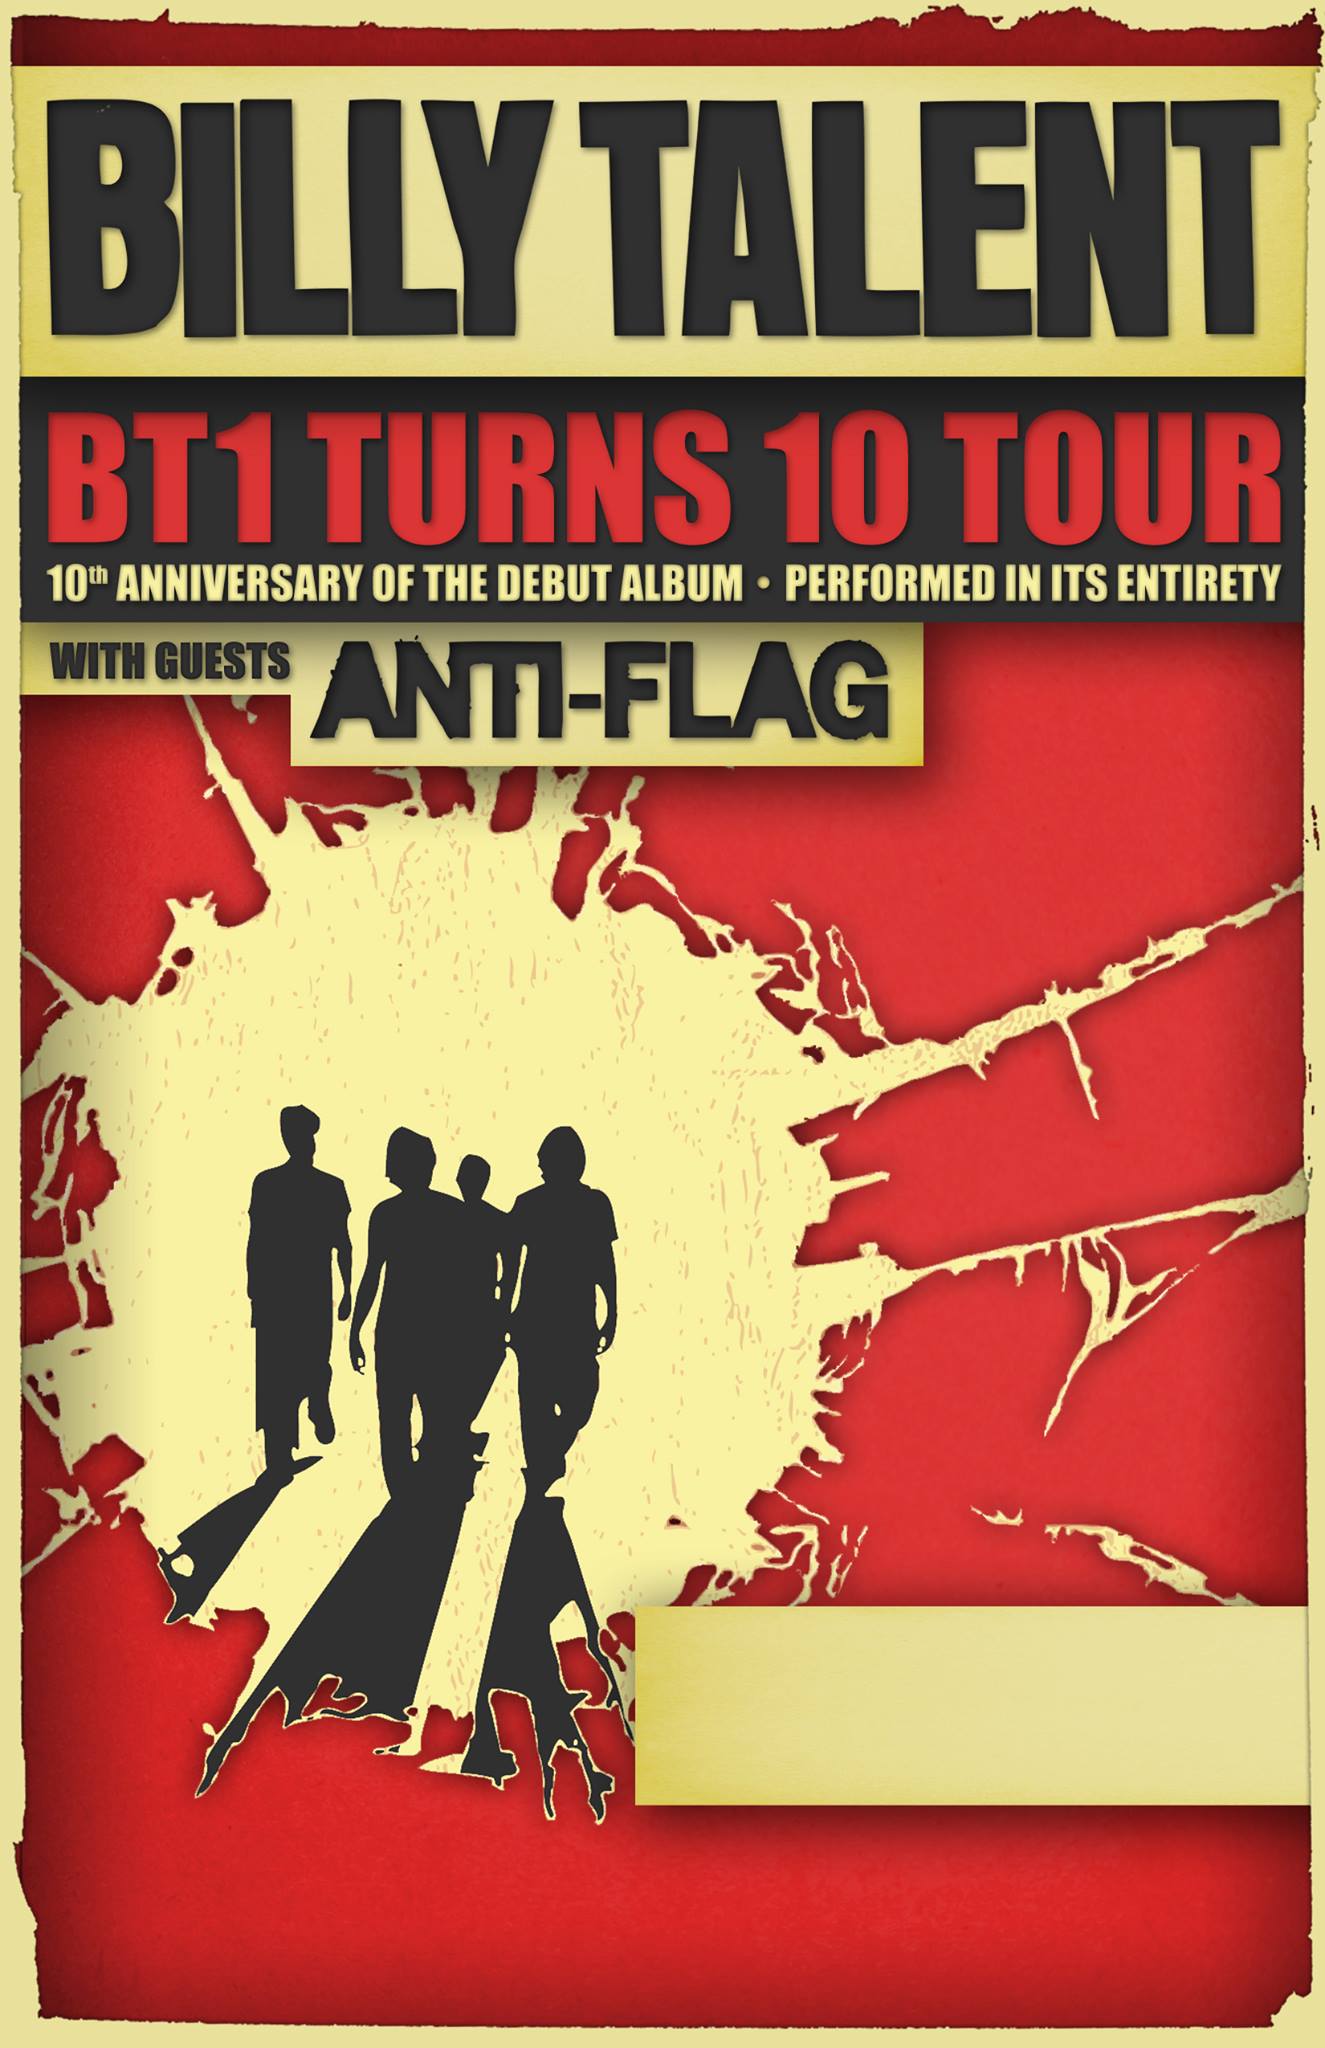 BILLY TALENT
BT1 TURNS 10 TOUR
10th ANNIVERSARY OF THE DEBUT ALBUM • PERFORMED IN ITS ENTIRETY
WITH GUESTS ANTI-FLAG